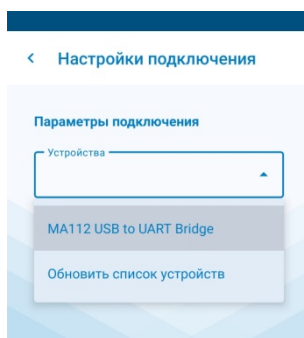 Настройки подключения
Параметры подключения
Устройства
MA112 USB to UART Bridge
Обновить список устройств